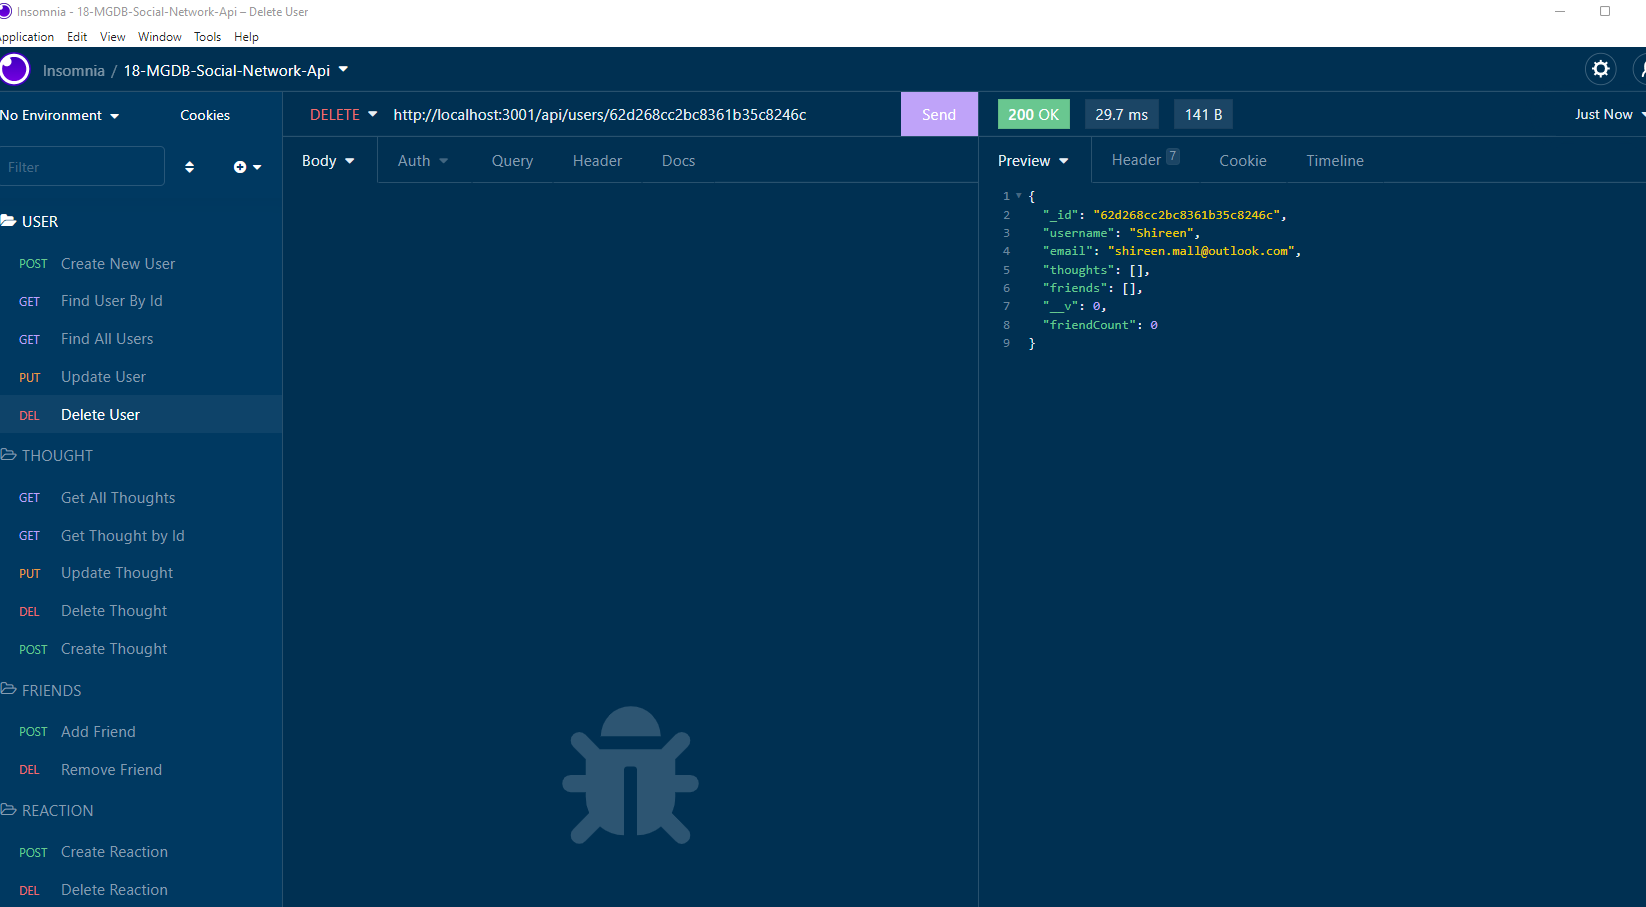 Insomnia - 18-MGDB-Social-Network-Api – Delete User
pplication Edit View Window Tools Help
Insomnia / 18-MGDB-Social-Network-Api
No Environment Cookies
DELETE http://localhost:3001/api/users/62d268cc2bc8361b35c8246c Send
200 OK 29.7 ms 141 B Just Now
Filter
Body Auth Query Header Docs
Preview Header 7 Cookie Timeline
USER
POST Create New User
GET Find User By Id
GET Find All Users
PUT Update User
DEL Delete User
THOUGHT
GET Get All Thoughts
GET Get Thought by Id
PUT Update Thought
DEL Delete Thought
POST Create Thought
FRIENDS
POST Add Friend
DEL Remove Friend
REACTION
POST Create Reaction
DEL Delete Reaction
1 {
2 "_id": "62d268cc2bc8361b35c8246c",
3 "username": "Shireen",
4 "email": "shireen.mall@outlook.com",
5 "thoughts": [],
6 "friends": [],
7 "__v": 0,
8 "friendCount": 0
9 }